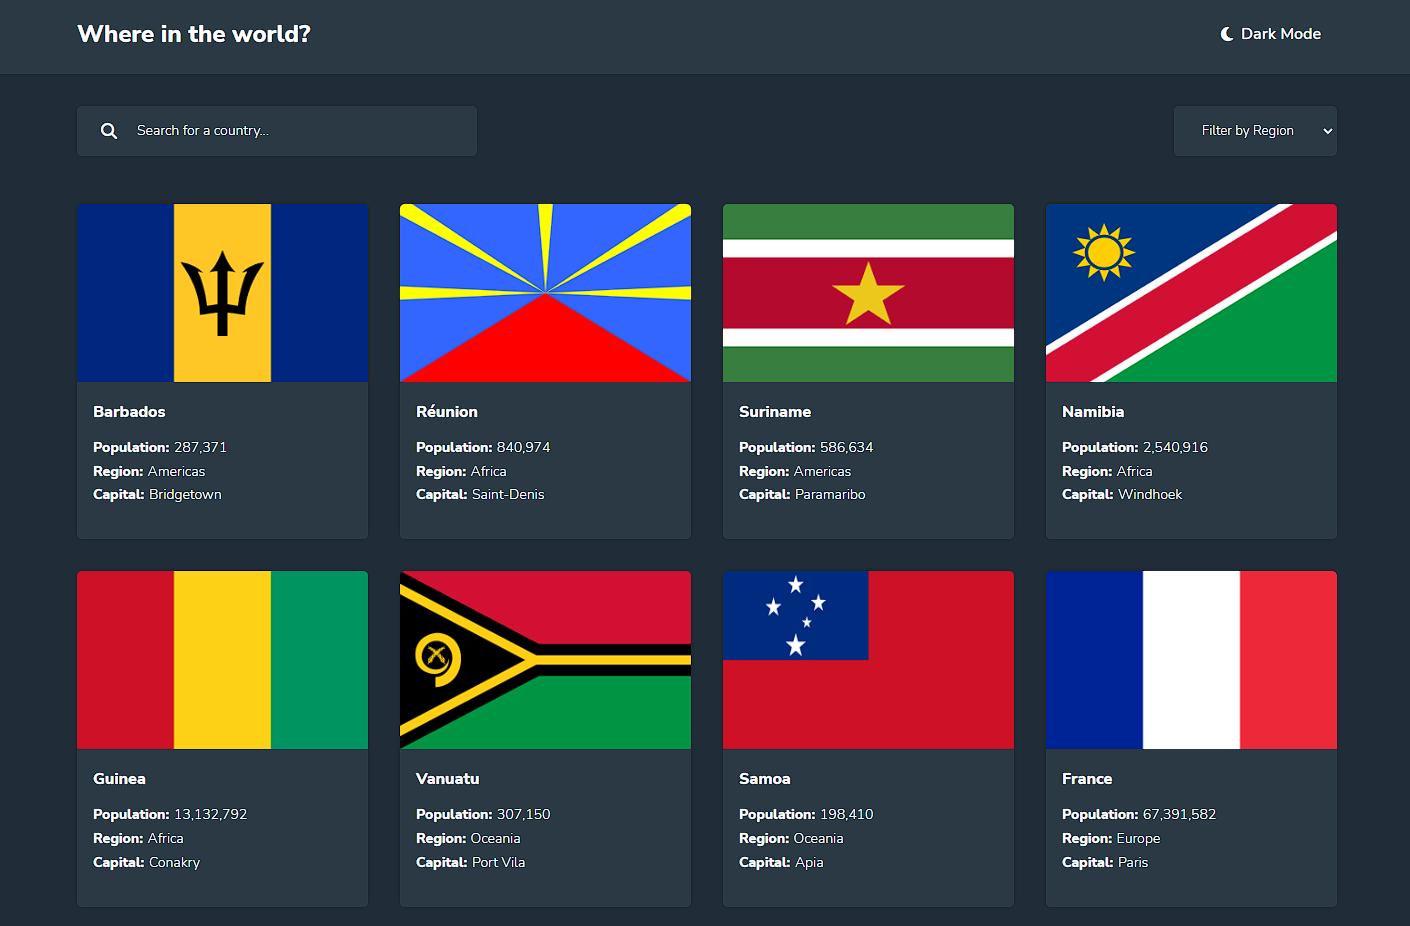 Where in the world?
Dark Mode
Search for a country...
Filter by Region
Barbados
Population: 287,371
Region: Americas
Capital: Bridgetown
Réunion
Population: 840,974
Region: Africa
Capital: Saint-Denis
Suriname
Population: 586,634
Region: Americas
Capital: Paramaribo
Namibia
Population: 2,540,916
Region: Africa
Capital: Windhoek
Guinea
Population: 13,132,792
Region: Africa
Capital: Conakry
Vanuatu
Population: 307,150
Region: Oceania
Capital: Port Vila
Samoa
Population: 198,410
Region: Oceania
Capital: Apia
France
Population: 67,391,582
Region: Europe
Capital: Paris